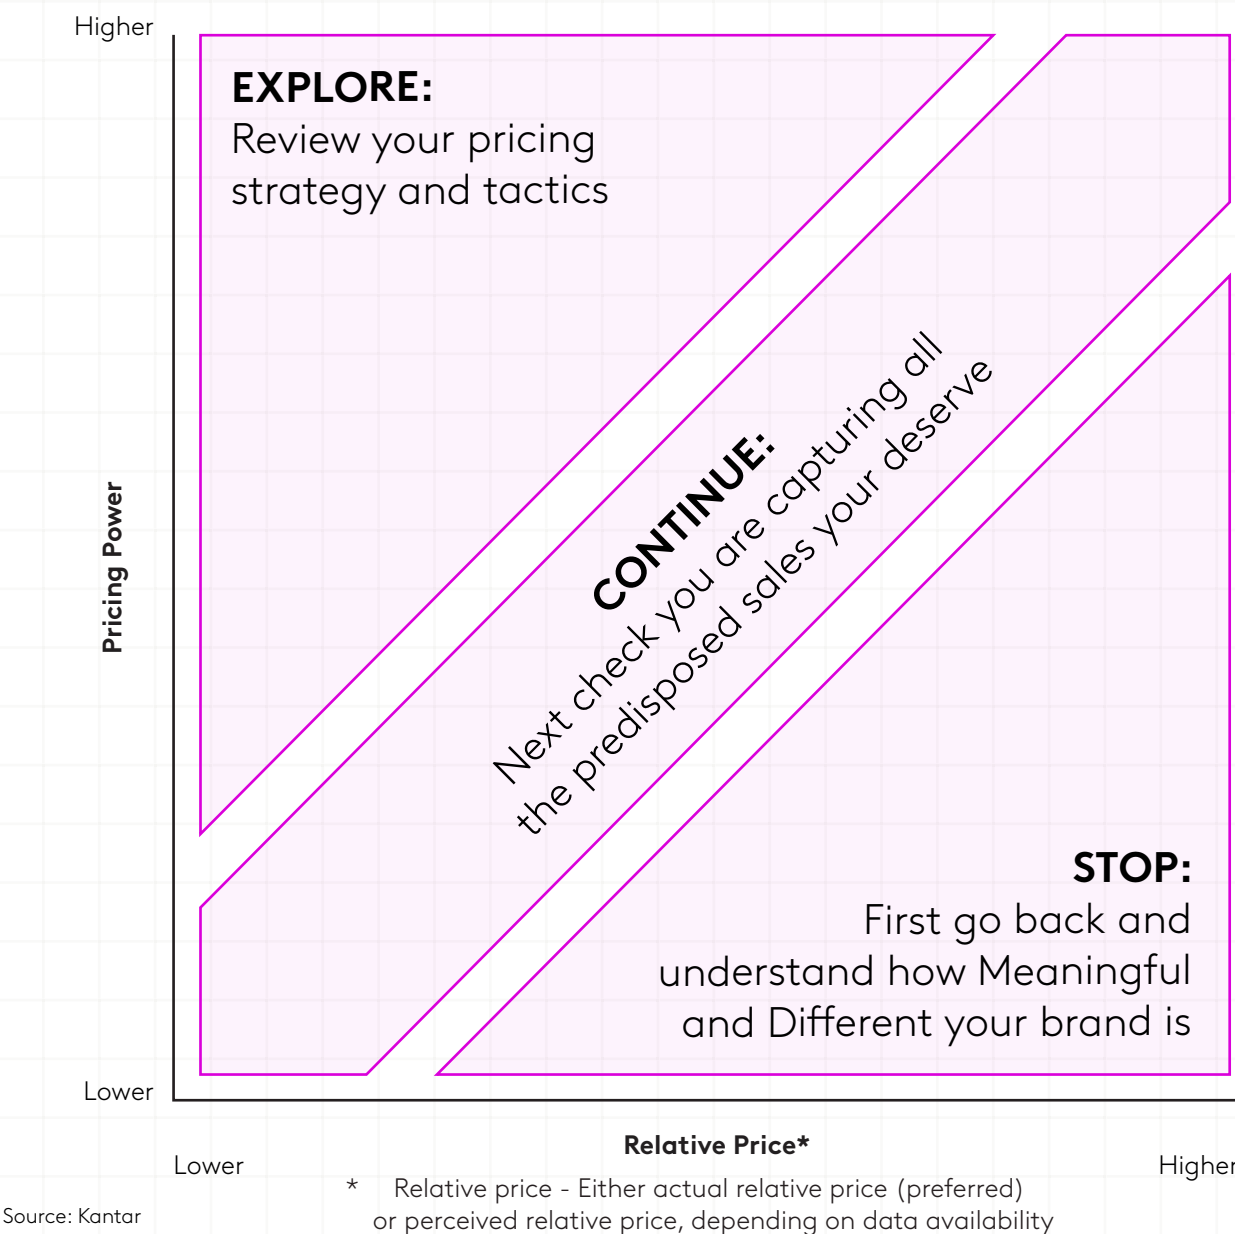 Higher
EXPLORE:
Review your pricing
strategy and tactics
CONTINUE:
Next check you are capturing all
the predisposed sales your deserve
Pricing Power
STOP:
First go back and
understand how Meaningful
and Different your brand is
Lower
Relative Price*
Lower
Higher
* Relative price - Either actual relative price (preferred)
or perceived relative price, depending on data availability
Source: Kantar